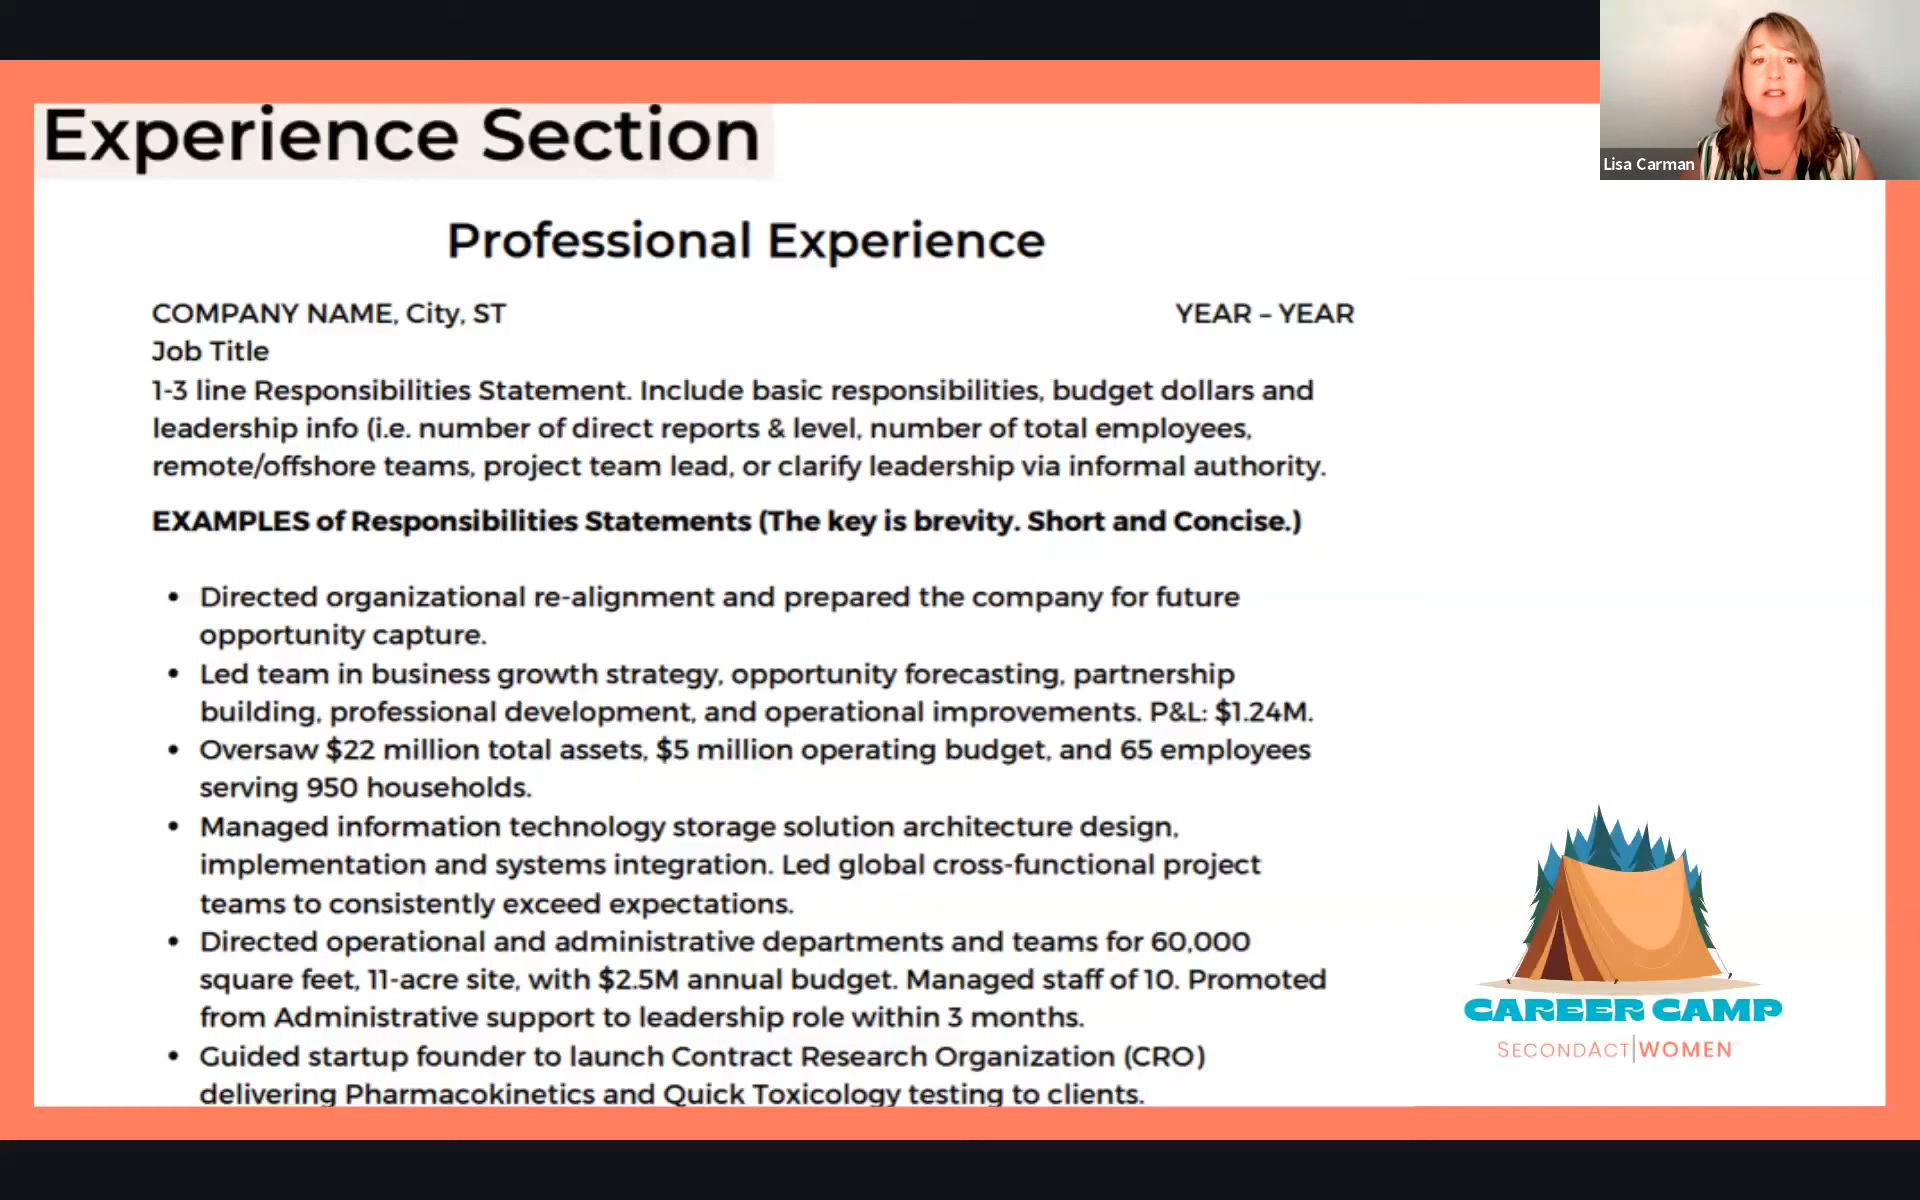 Experience Section
Lisa Carman
Professional Experience
COMPANY NAME, City, ST YEAR – YEAR
Job Title
1-3 line Responsibilities Statement. Include basic responsibilities, budget dollars and
leadership info (i.e. number of direct reports & level, number of total employees,
remote/offshore teams, project team lead, or clarify leadership via informal authority.
EXAMPLES of Responsibilities Statements (The key is brevity. Short and Concise.)
• Directed organizational re-alignment and prepared the company for future
opportunity capture.
• Led team in business growth strategy, opportunity forecasting, partnership
building, professional development, and operational improvements. P&L: $1.24M.
• Oversaw $22 million total assets, $5 million operating budget, and 65 employees
serving 950 households.
• Managed information technology storage solution architecture design,
implementation and systems integration. Led global cross-functional project
teams to consistently exceed expectations.
• Directed operational and administrative departments and teams for 60,000
square feet, 11-acre site, with $2.5M annual budget. Managed staff of 10. Promoted
from Administrative support to leadership role within 3 months.
• Guided startup founder to launch Contract Research Organization (CRO)
delivering Pharmacokinetics and Quick Toxicology testing to clients.
CAREER CAMP
SECONDACT|WOMEN